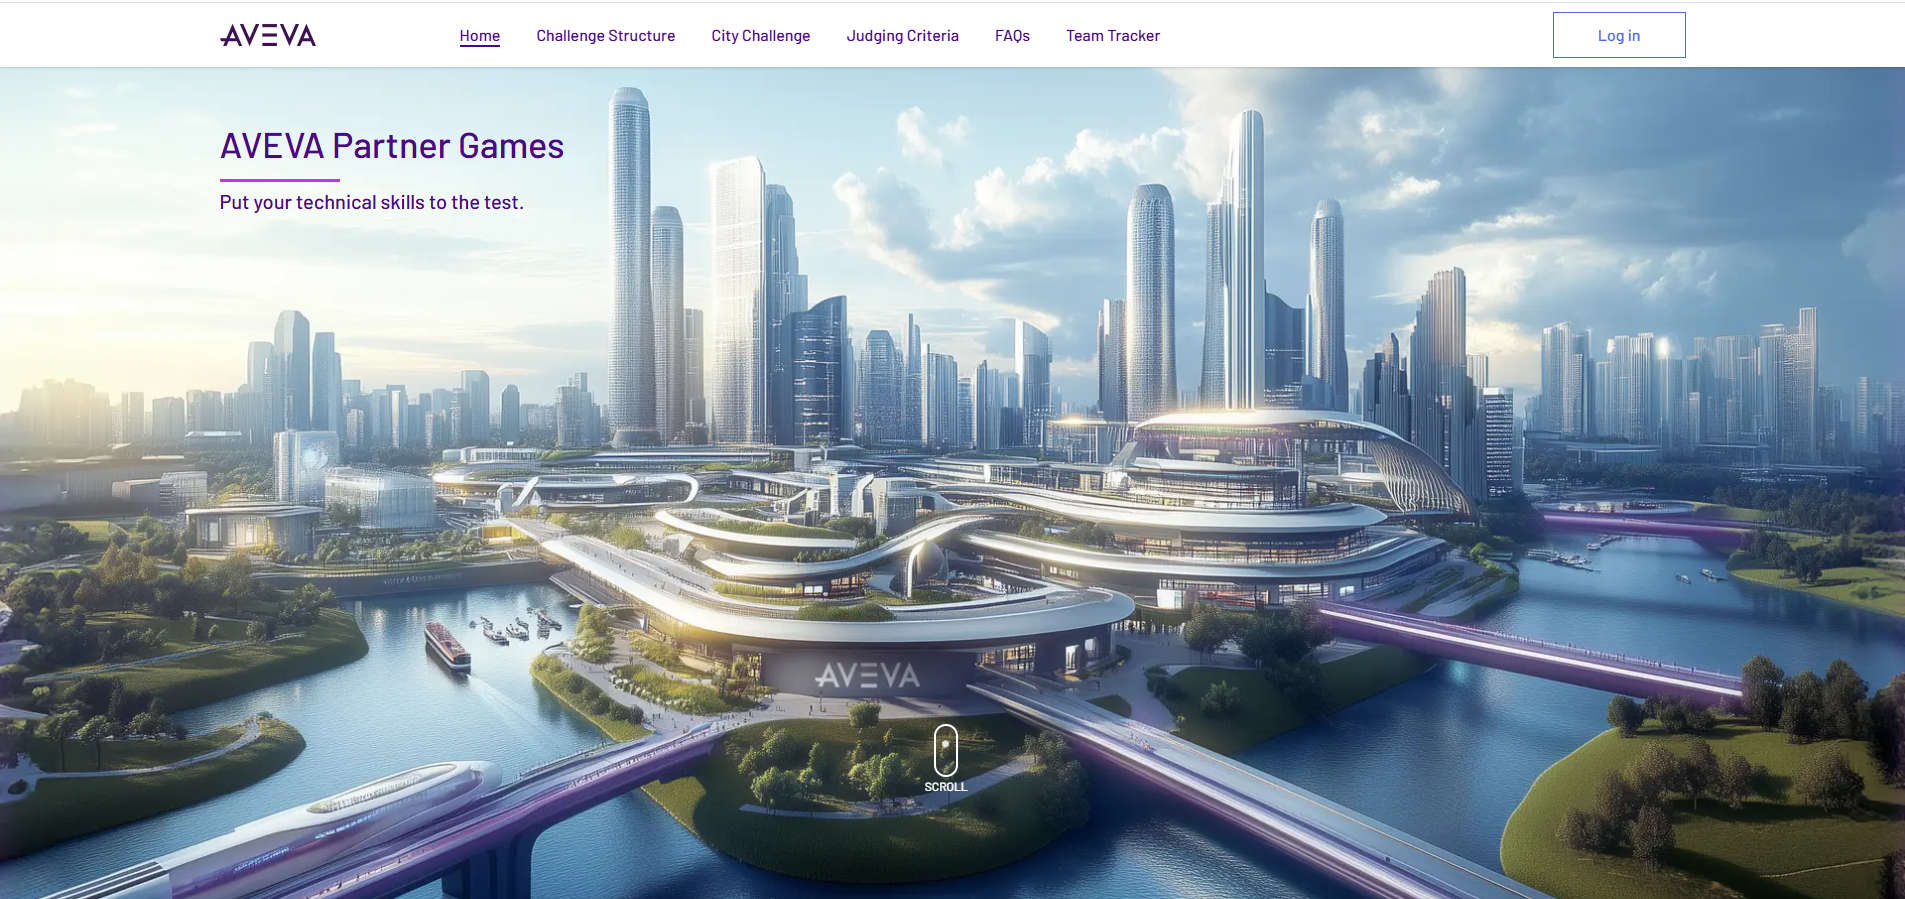 AVEVA
Home
Challenge Structure
City Challenge
Judging Criteria
FAQs
Team Tracker
Log in
AVEVA Partner Games
Put your technical skills to the test.
AVEVA
SCROLL